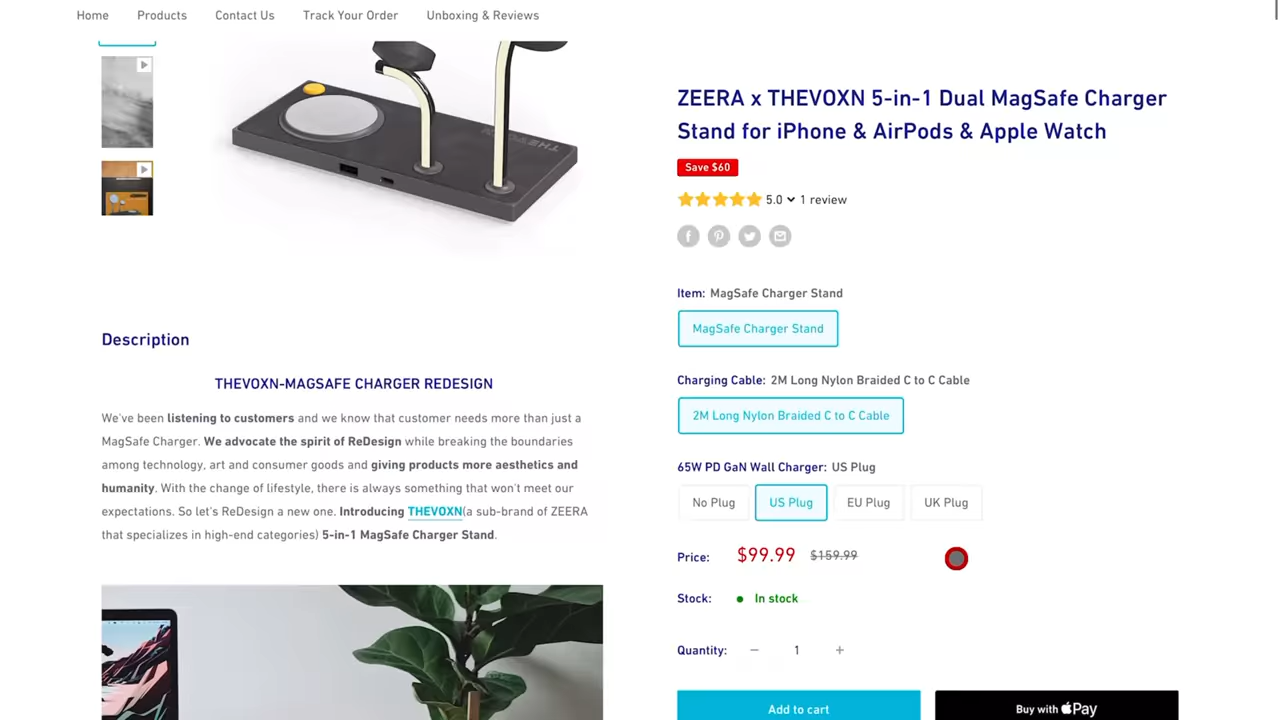 Home Products Contact Us Track Your Order Unboxing & Reviews
THEVOXN
ZEERA x THEVOXN 5-in-1 Dual MagSafe Charger
Stand for iPhone & AirPods & Apple Watch
Save $60
5.0 1 review
Item: MagSafe Charger Stand
MagSafe Charger Stand
Charging Cable: 2M Long Nylon Braided C to C Cable
2M Long Nylon Braided C to C Cable
65W PD GaN Wall Charger: US Plug
No Plug US Plug EU Plug UK Plug
Price: $99.99 $159.99
Stock: In stock
Quantity: − 1 +
Add to cart
Buy with Pay
Description
THEVOXN-MAGSAFE CHARGER REDESIGN
We've been listening to customers and we know that customer needs more than just a
MagSafe Charger. We advocate the spirit of ReDesign while breaking the boundaries
among technology, art and consumer goods and giving products more aesthetics and
humanity. With the change of lifestyle, there is always something that won't meet our
expectations. So let's ReDesign a new one. Introducing THEVOXN(a sub-brand of ZEERA
that specializes in high-end categories) 5-in-1 MagSafe Charger Stand.